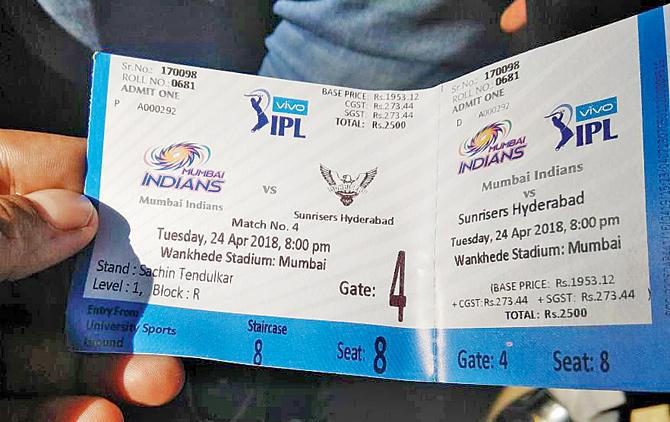 Sr.No.: 170098
ROLL NO: 0681
ADMIT ONE
P A000292
vivo
IPL
BASE PRICE: Rs.1953.12
CGST: Rs.273.44
SGST: Rs.273.44
TOTAL: Rs.2500
MUMBAI
INDIANS
Mumbai Indians
vs
Sunrisers Hyderabad
Match No. 4
Tuesday, 24 Apr 2018, 8:00 pm
Wankhede Stadium: Mumbai
Stand : Sachin Tendulkar
Level : 1, Block : R
Gate: 4
Entry From
University Sports
Ground
Staircase
8
Seat: 8
Sr.No.: 170098
ROLL NO: 0681
ADMIT ONE
D A000292
vivo
IPL
MUMBAI
INDIANS
Mumbai Indians
vs
Sunrisers Hyderabad
Tuesday, 24 Apr 2018, 8:00 pm
Wankhede Stadium: Mumbai
(BASE PRICE: Rs.1953.12
+CGST: Rs.273.44 + SGST: Rs.273.44 )
TOTAL: Rs.2500
Gate: 4 Seat: 8